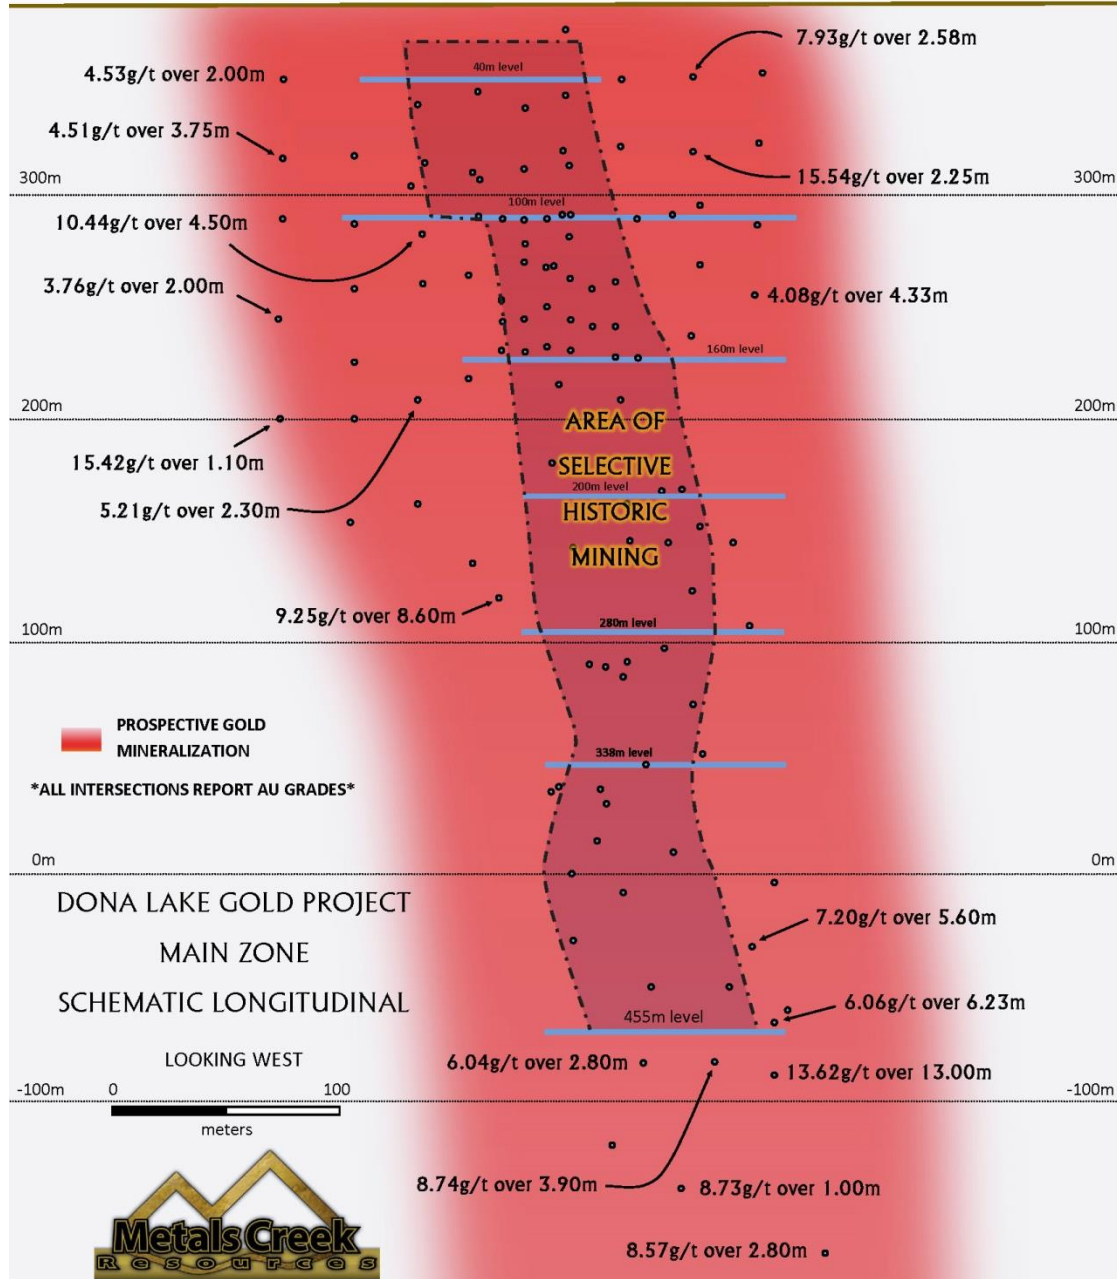 7.93g/t over 2.58m
40m level
4.53g/t over 2.00m
4.51g/t over 3.75m
15.54g/t over 2.25m
300m
300m
100m level
10.44g/t over 4.50m
3.76g/t over 2.00m
4.08g/t over 4.33m
160m level
200m
200m
AREA OF
SELECTIVE
HISTORIC
MINING
15.42g/t over 1.10m
200m level
5.21g/t over 2.30m
9.25g/t over 8.60m
280m level
100m
100m
PROSPECTIVE GOLD
MINERALIZATION
338m level
*ALL INTERSECTIONS REPORT AU GRADES*
0m
0m
DONA LAKE GOLD PROJECT
MAIN ZONE
SCHEMATIC LONGITUDINAL
LOOKING WEST
7.20g/t over 5.60m
6.06g/t over 6.23m
455m level
6.04g/t over 2.80m
13.62g/t over 13.00m
-100m
-100m
0 100
meters
8.74g/t over 3.90m
8.73g/t over 1.00m
8.57g/t over 2.80m
Metals Creek
Resources